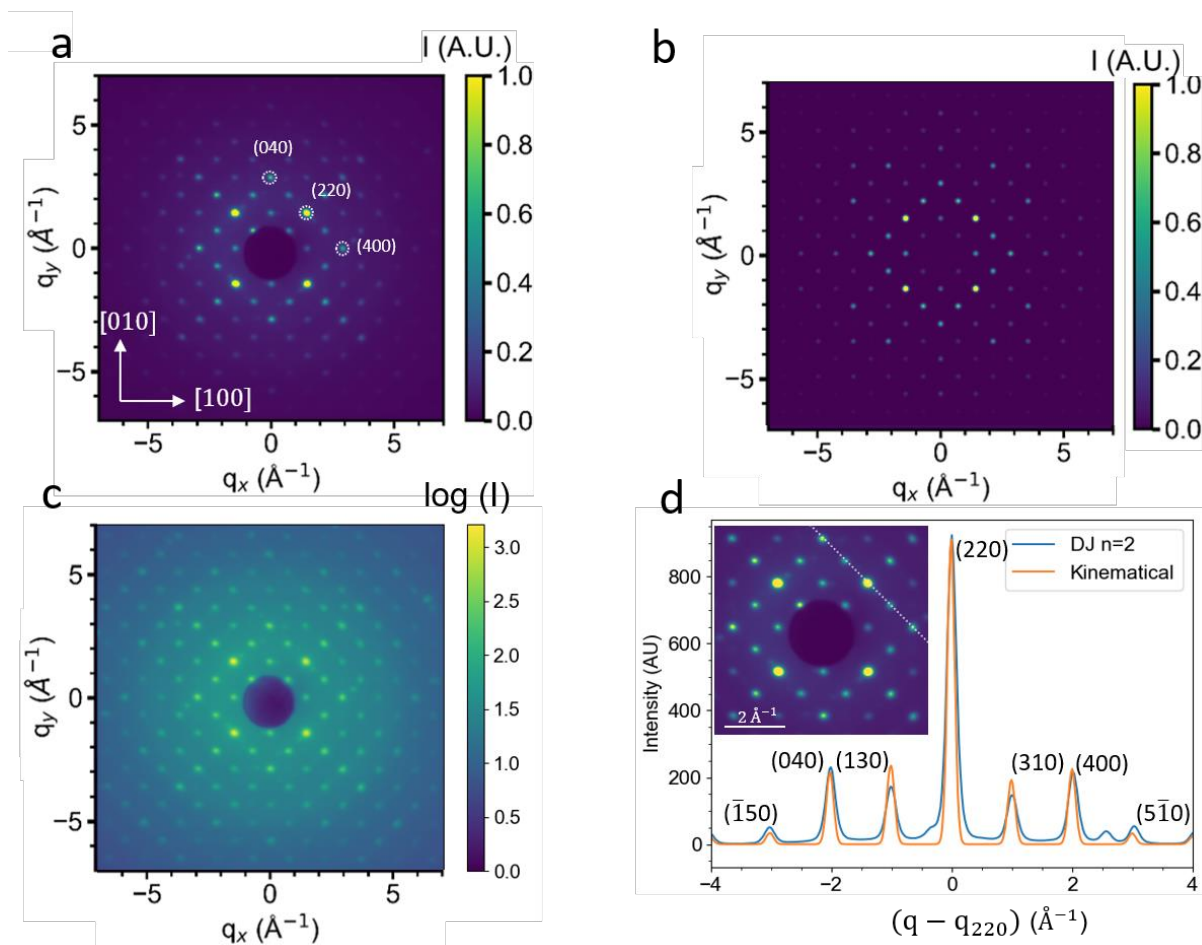 a
I (A.U.)
1.0
0.8
0.6
0.4
0.2
0.0
5
0
−5
q_y (Å⁻¹)
(040)
(220)
(400)
[010]
[100]
−5 0 5
q_x (Å⁻¹)
b
I (A.U.)
1.0
0.8
0.6
0.4
0.2
0.0
5
0
−5
q_y (Å⁻¹)
−5 0 5
q_x (Å⁻¹)
c
log (I)
3.0
2.5
2.0
1.5
1.0
0.5
0.0
5
0
−5
q_y (Å⁻¹)
−5 0 5
q_x (Å⁻¹)
d
DJ n=2
Kinematical
800
600
400
200
0
Intensity (AU)
2 Å⁻¹
(220)
(040) (130)
(310) (400)
(1̅50)
(51̅0)
−4 −2 0 2 4
(q − q₂₂₀) (Å⁻¹)